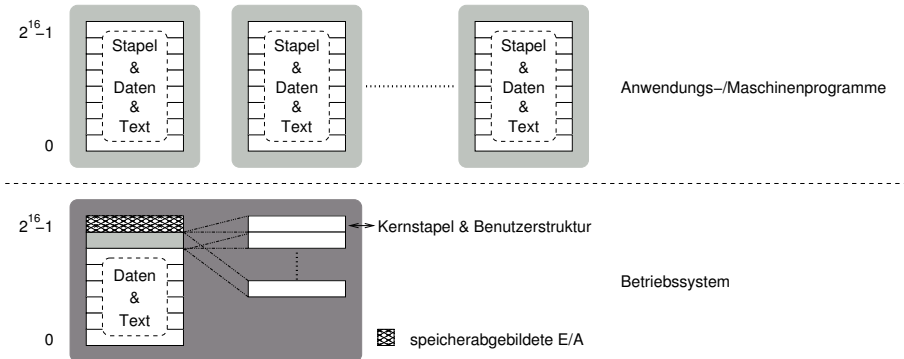 2^16–1
Stapel
&
Daten
&
Text
Stapel
&
Daten
&
Text
Stapel
&
Daten
&
Text
Anwendungs–/Maschinenprogramme
0
2^16–1
Kernstapel & Benutzerstruktur
Daten
&
Text
Betriebssystem
0
speicherabgebildete E/A